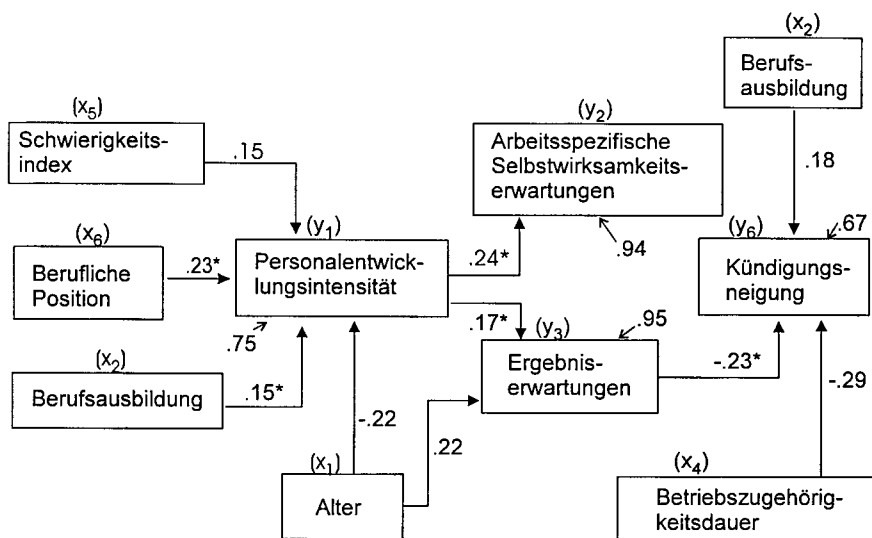 (x2)
Berufs-
ausbildung
.18
(x5)
Schwierigkeits-
index
.15
(y2)
Arbeitsspezifische
Selbstwirksamkeits-
erwartungen
.94
(x6)
Berufliche
Position
.23*
(y1)
Personalentwick-
lungsintensität
.75
.24*
.17*
(y6)
.67
Kündigungs-
neigung
(x2)
Berufsausbildung
.15*
(y3)
.95
Ergebnis-
erwartungen
-.23*
-.29
-.22
.22
(x1)
Alter
(x4)
Betriebszugehörig-
keitsdauer